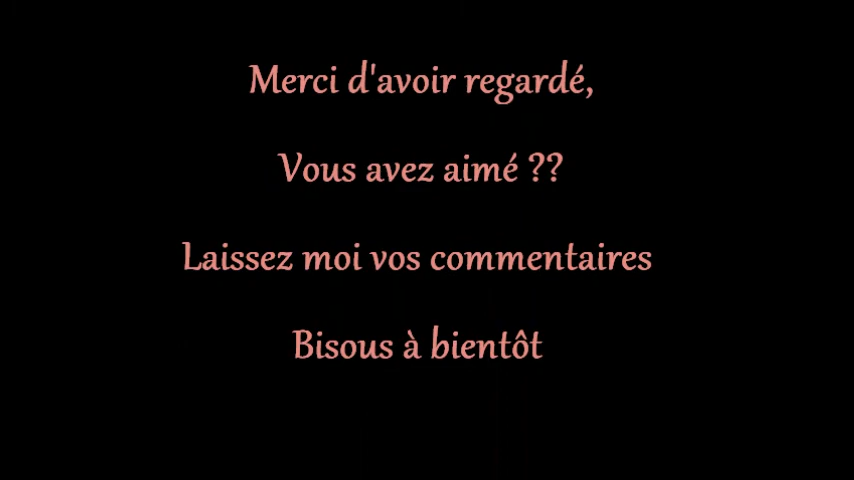 Merci d'avoir regardé,
Vous avez aimé ??
Laissez moi vos commentaires
Bisous à bientôt